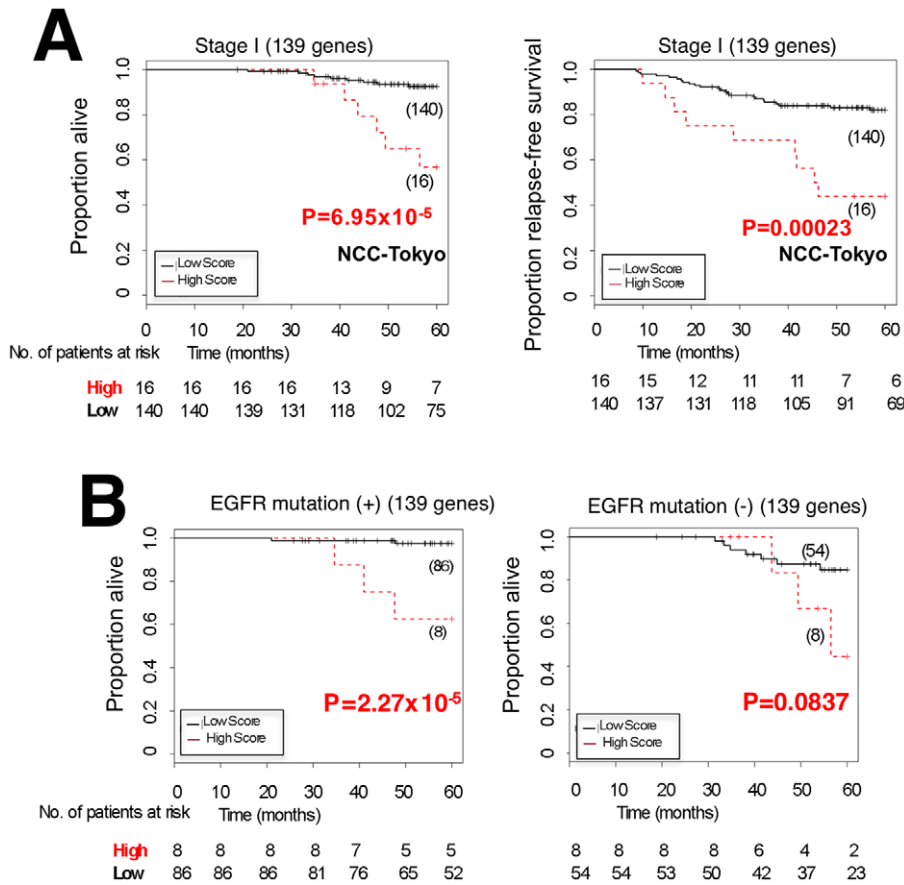 A
Stage I (139 genes)
Proportion alive
1.0
0.8
0.6
0.4
0.2
0
(140)
(16)
P=6.95x10-5
NCC-Tokyo
Low Score
High Score
0 10 20 30 40 50 60
No. of patients at risk Time (months)
High 16 16 16 16 13 9 7
Low 140 140 139 131 118 102 75
Stage I (139 genes)
Proportion relapse-free survival
1.0
0.8
0.6
0.4
0.2
0
(140)
(16)
P=0.00023
NCC-Tokyo
Low Score
High Score
0 10 20 30 40 50 60
Time (months)
16 15 12 11 11 7 6
140 137 131 118 105 91 69
B
EGFR mutation (+) (139 genes)
Proportion alive
1.0
0.8
0.6
0.4
0.2
0
(86)
(8)
P=2.27x10-5
Low Score
High Score
0 10 20 30 40 50 60
No. of patients at risk Time (months)
High 8 8 8 8 7 5 5
Low 86 86 86 81 76 65 52
EGFR mutation (-) (139 genes)
Proportion alive
1.0
0.8
0.6
0.4
0.2
0
(54)
(8)
P=0.0837
Low Score
High Score
0 10 20 30 40 50 60
Time (months)
8 8 8 8 6 4 2
54 54 53 50 42 37 23